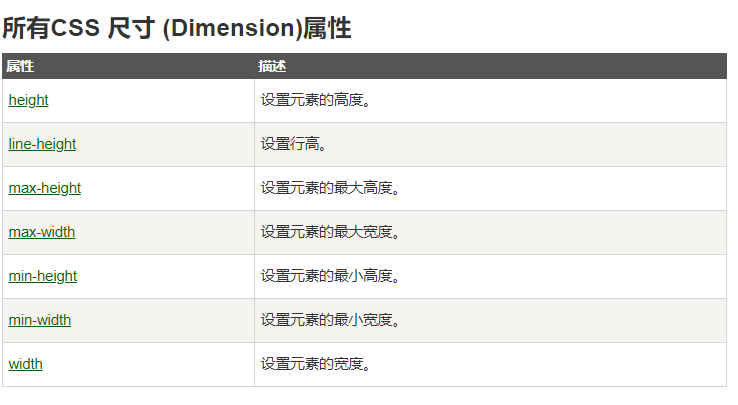 所有CSS 尺寸 (Dimension)属性
属性 描述
height 设置元素的高度。
line-height 设置行高。
max-height 设置元素的最大高度。
max-width 设置元素的最大宽度。
min-height 设置元素的最小高度。
min-width 设置元素的最小宽度。
width 设置元素的宽度。